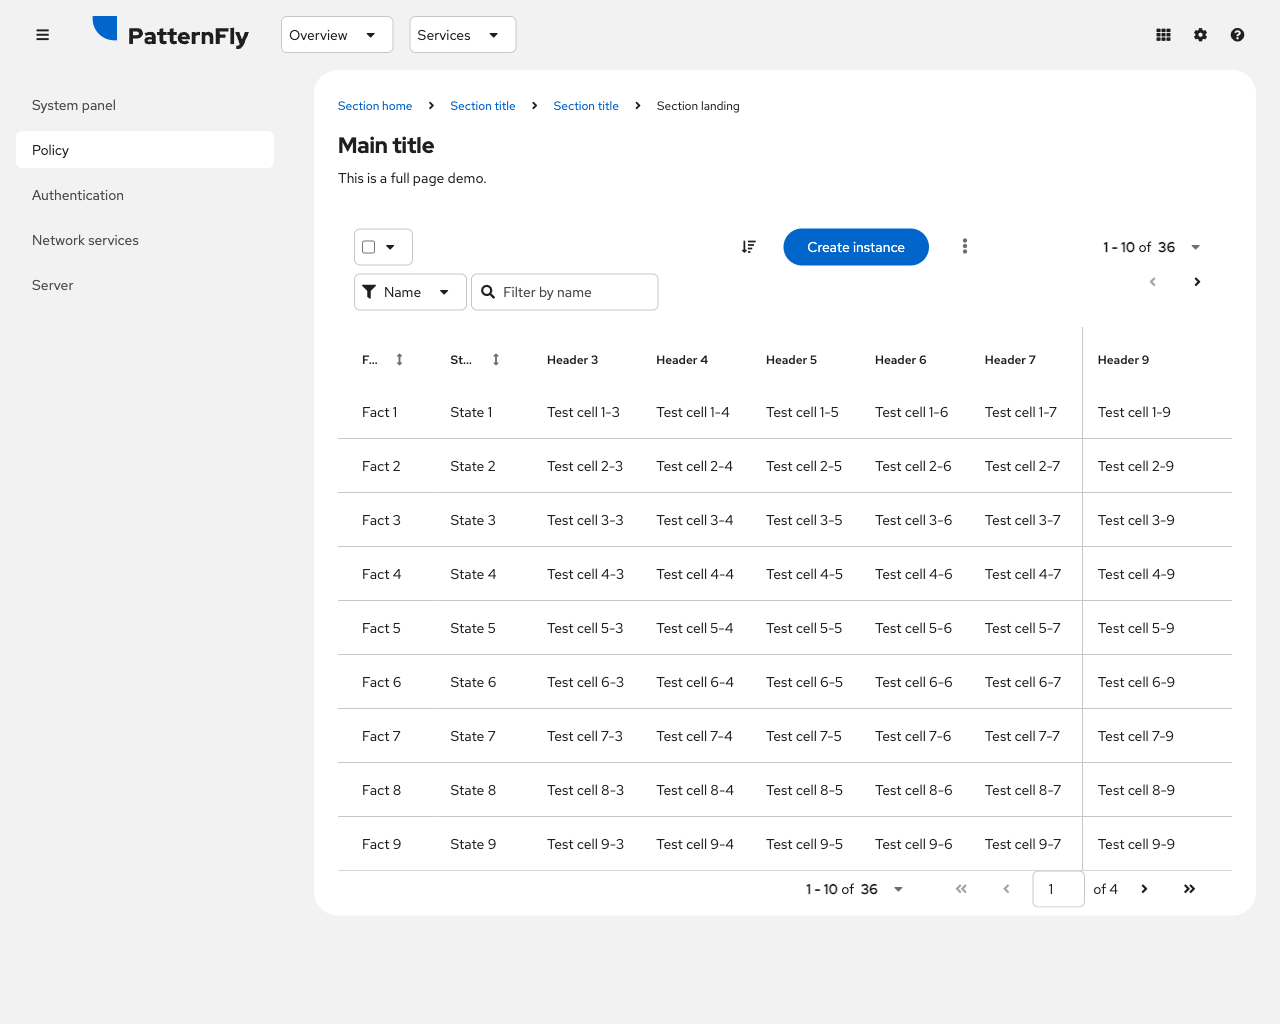 PatternFly Overview Services
System panel
Policy
Authentication
Network services
Server
Section home Section title Section title Section landing
Main title
This is a full page demo.
Create instance 1 - 10 of 36
Name Filter by name
F... St... Header 3 Header 4 Header 5 Header 6 Header 7 Header 9
Fact 1 State 1 Test cell 1-3 Test cell 1-4 Test cell 1-5 Test cell 1-6 Test cell 1-7 Test cell 1-9
Fact 2 State 2 Test cell 2-3 Test cell 2-4 Test cell 2-5 Test cell 2-6 Test cell 2-7 Test cell 2-9
Fact 3 State 3 Test cell 3-3 Test cell 3-4 Test cell 3-5 Test cell 3-6 Test cell 3-7 Test cell 3-9
Fact 4 State 4 Test cell 4-3 Test cell 4-4 Test cell 4-5 Test cell 4-6 Test cell 4-7 Test cell 4-9
Fact 5 State 5 Test cell 5-3 Test cell 5-4 Test cell 5-5 Test cell 5-6 Test cell 5-7 Test cell 5-9
Fact 6 State 6 Test cell 6-3 Test cell 6-4 Test cell 6-5 Test cell 6-6 Test cell 6-7 Test cell 6-9
Fact 7 State 7 Test cell 7-3 Test cell 7-4 Test cell 7-5 Test cell 7-6 Test cell 7-7 Test cell 7-9
Fact 8 State 8 Test cell 8-3 Test cell 8-4 Test cell 8-5 Test cell 8-6 Test cell 8-7 Test cell 8-9
Fact 9 State 9 Test cell 9-3 Test cell 9-4 Test cell 9-5 Test cell 9-6 Test cell 9-7 Test cell 9-9
1 - 10 of 36 1 of 4